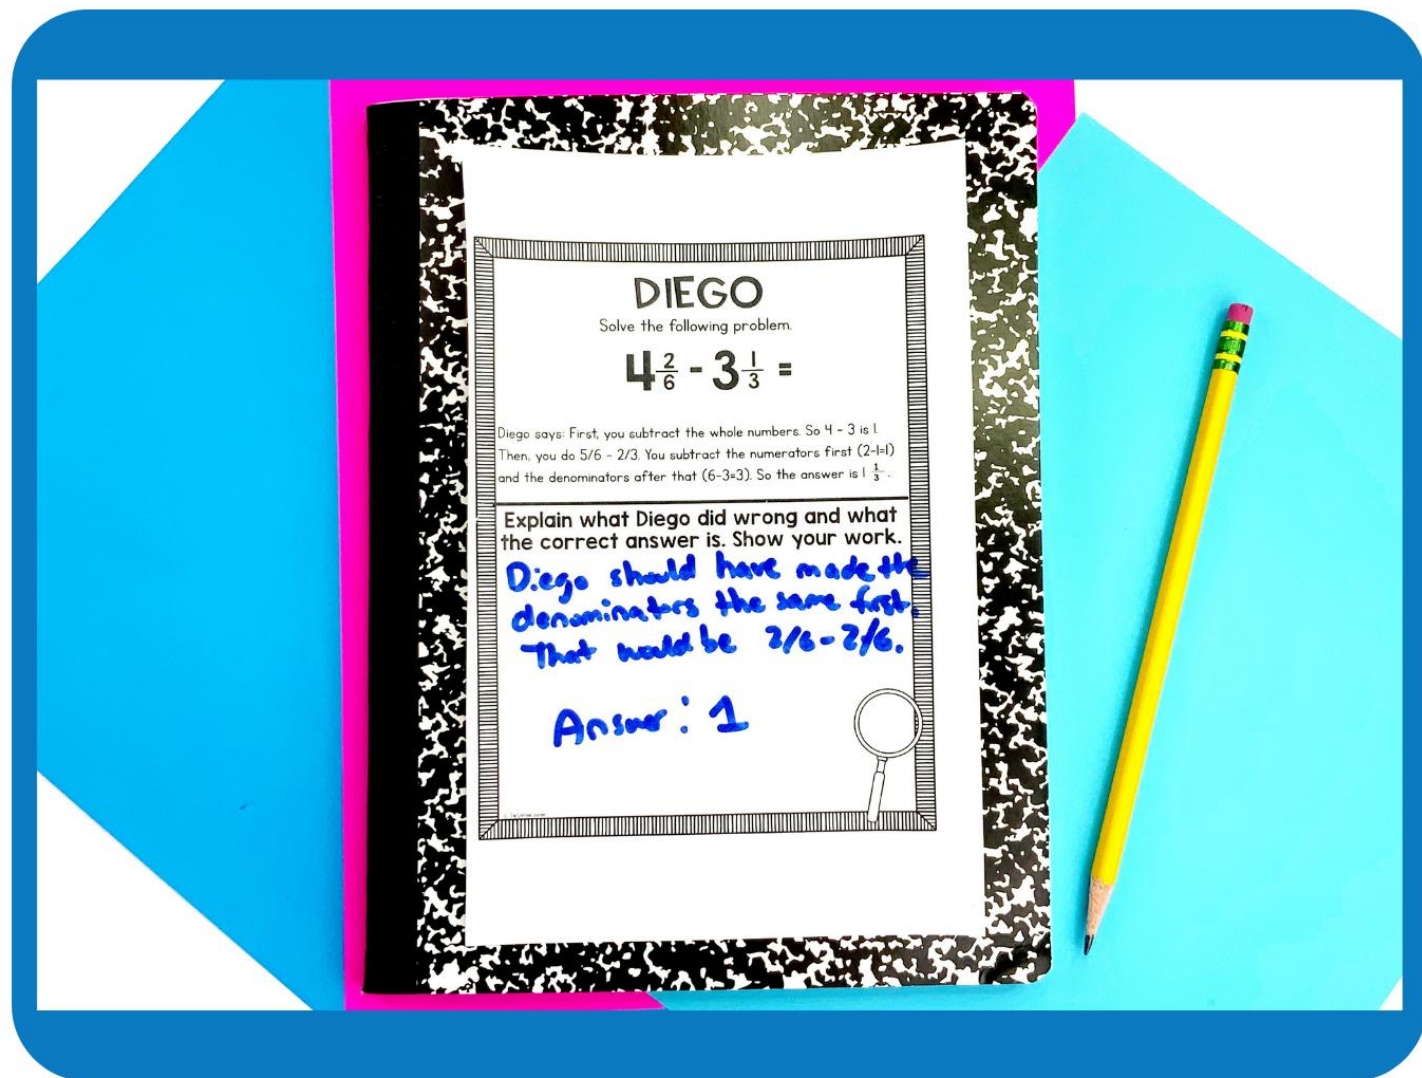 DIEGO
Solve the following problem.
4 2/6 - 3 1/3 =
Diego says: First, you subtract the whole numbers. So 4 - 3 is 1.
Then, you do 5/6 - 2/3. You subtract the numerators first (2-1=1)
and the denominators after that (6-3=3). So the answer is 1 1/3.
Explain what Diego did wrong and what
the correct answer is. Show your work.
Diego should have made the
denominators the same first.
That would be 2/6 - 2/6.
Answer: 1